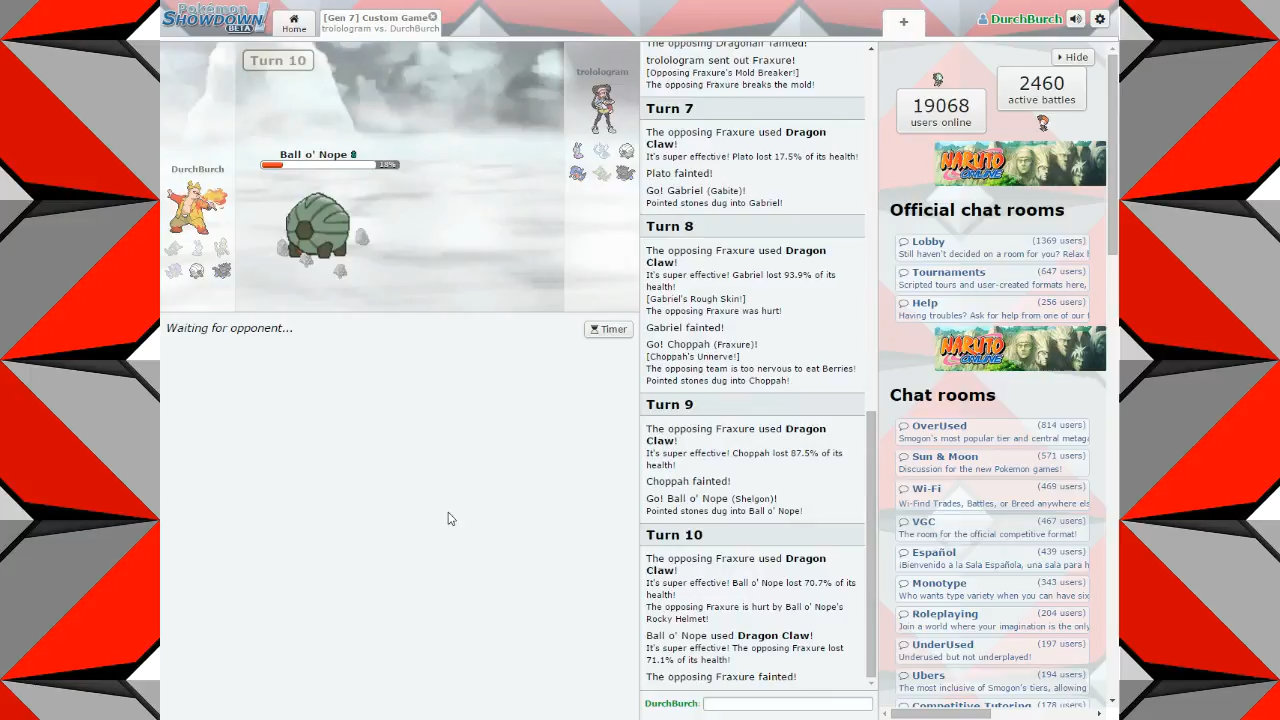 Pokémon
SHOWDOWN!
BETA
Home
[Gen 7] Custom Game
trolologram vs. DurchBurch
+
DurchBurch
Turn 10
trolologram
Ball o' Nope
18%
DurchBurch
Waiting for opponent...
Timer
The opposing Dragonair fainted!
trolologram sent out Fraxure!
[Opposing Fraxure's Mold Breaker!]
The opposing Fraxure breaks the mold!
Turn 7
The opposing Fraxure used Dragon
Claw!
It's super effective! Plato lost 17.5% of its health!
Plato fainted!
Go! Gabriel (Gabite)!
Pointed stones dug into Gabriel!
Turn 8
The opposing Fraxure used Dragon
Claw!
It's super effective! Gabriel lost 93.9% of its
health!
[Gabriel's Rough Skin!]
The opposing Fraxure was hurt!
Gabriel fainted!
Go! Choppah (Fraxure)!
[Choppah's Unnerve!]
The opposing team is too nervous to eat Berries!
Pointed stones dug into Choppah!
Turn 9
The opposing Fraxure used Dragon
Claw!
It's super effective! Choppah lost 87.5% of its
health!
Choppah fainted!
Go! Ball o' Nope (Shelgon)!
Pointed stones dug into Ball o' Nope!
Turn 10
The opposing Fraxure used Dragon
Claw!
It's super effective! Ball o' Nope lost 70.7% of its
health!
The opposing Fraxure is hurt by Ball o' Nope's
Rocky Helmet!
Ball o' Nope used Dragon Claw!
It's super effective! The opposing Fraxure lost
71.1% of its health!
The opposing Fraxure fainted!
DurchBurch:
Hide
19068
users online
2460
active battles
NARUTO
ONLINE
Official chat rooms
Lobby (1369 users)
Still haven't decided on a room for you? Relax
Tournaments (647 users)
Scripted tours and user-created formats here,
Help (256 users)
Having troubles? Ask for help from one of our
NARUTO
ONLINE
Chat rooms
OverUsed (814 users)
Smogon's most popular tier and central metag
Sun & Moon (571 users)
Discussion for the new Pokemon games!
Wi-Fi (469 users)
Wi-Find Trades, Battles, or Breed anywhere els
VGC (467 users)
The room for the official competitive format!
Español (439 users)
¡Bienvenido a la Sala Española, una sala para h
Monotype (343 users)
Who wants type variety when you can have six
Roleplaying (204 users)
Join a world where your imagination is the only
UnderUsed (197 users)
Underused but not underplayed!
Ubers (194 users)
The most inclusive of Smogon's tiers, allowing
Competitive Tutoring (178 users)